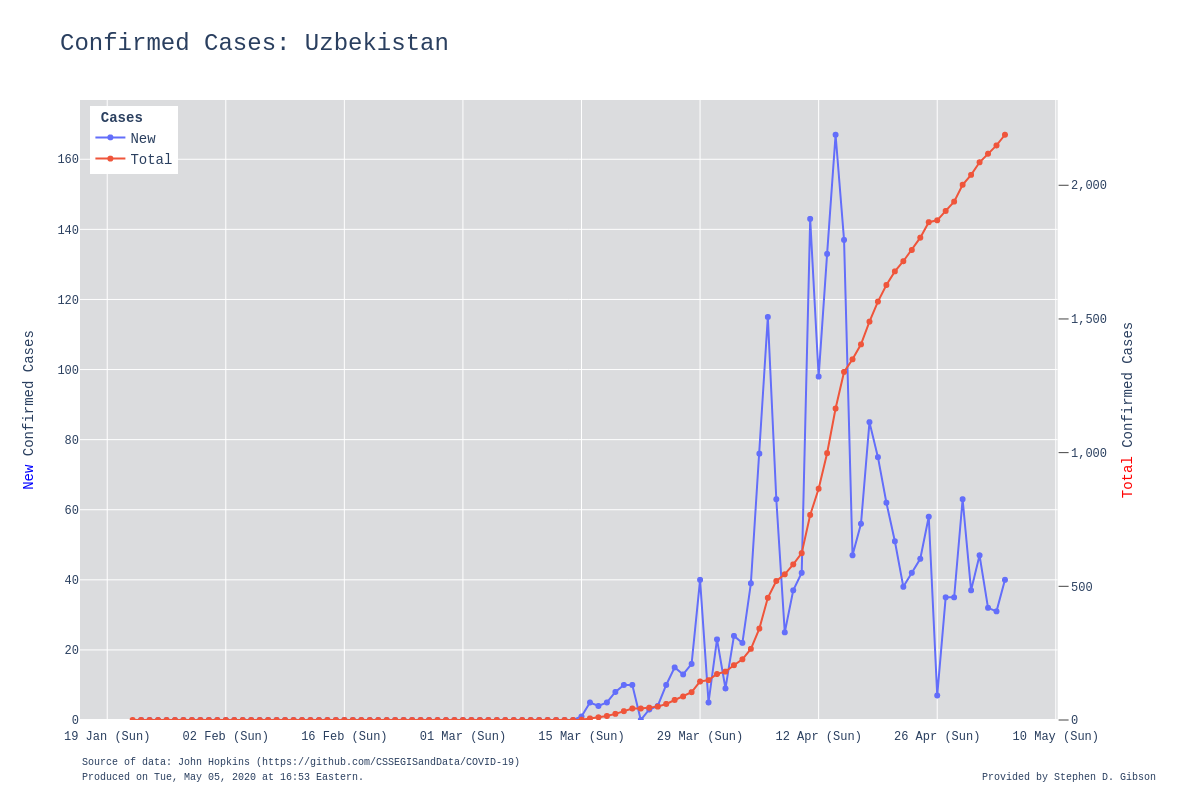 Confirmed Cases: Uzbekistan
Cases
New
Total
160
140
120
100
80
60
40
20
0
2,000
1,500
1,000
500
0
New Confirmed Cases
Total Confirmed Cases
19 Jan (Sun) 02 Feb (Sun) 16 Feb (Sun) 01 Mar (Sun) 15 Mar (Sun) 29 Mar (Sun) 12 Apr (Sun) 26 Apr (Sun) 10 May (Sun)
Source of data: John Hopkins (https://github.com/CSSEGISandData/COVID-19)
Produced on Tue, May 05, 2020 at 16:53 Eastern.
Provided by Stephen D. Gibson